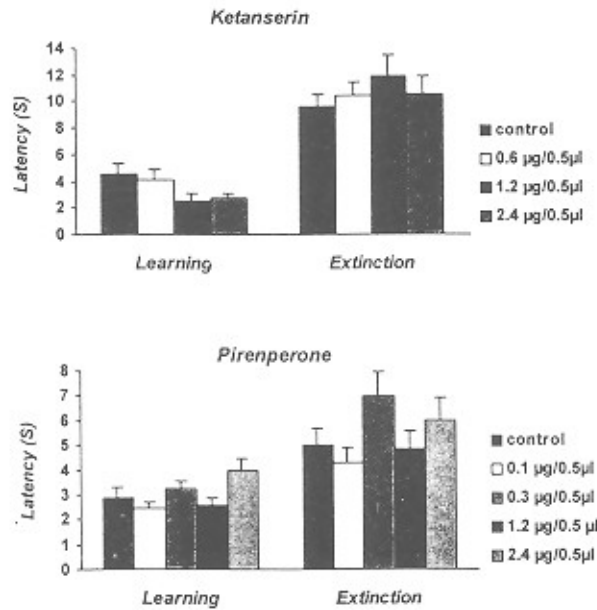 Ketanserin
Latency (S)
14
12
10
8
6
4
2
0
Learning
Extinction
control
0.6 µg/0.5µl
1.2 µg/0.5µl
2.4 µg/0.5µl
Pirenperone
Latency (S)
8
7
6
5
4
3
2
1
0
Learning
Extinction
control
0.1 µg/0.5µl
0.3 µg/0.5µl
1.2 µg/0.5 µl
2.4 µg/0.5µl